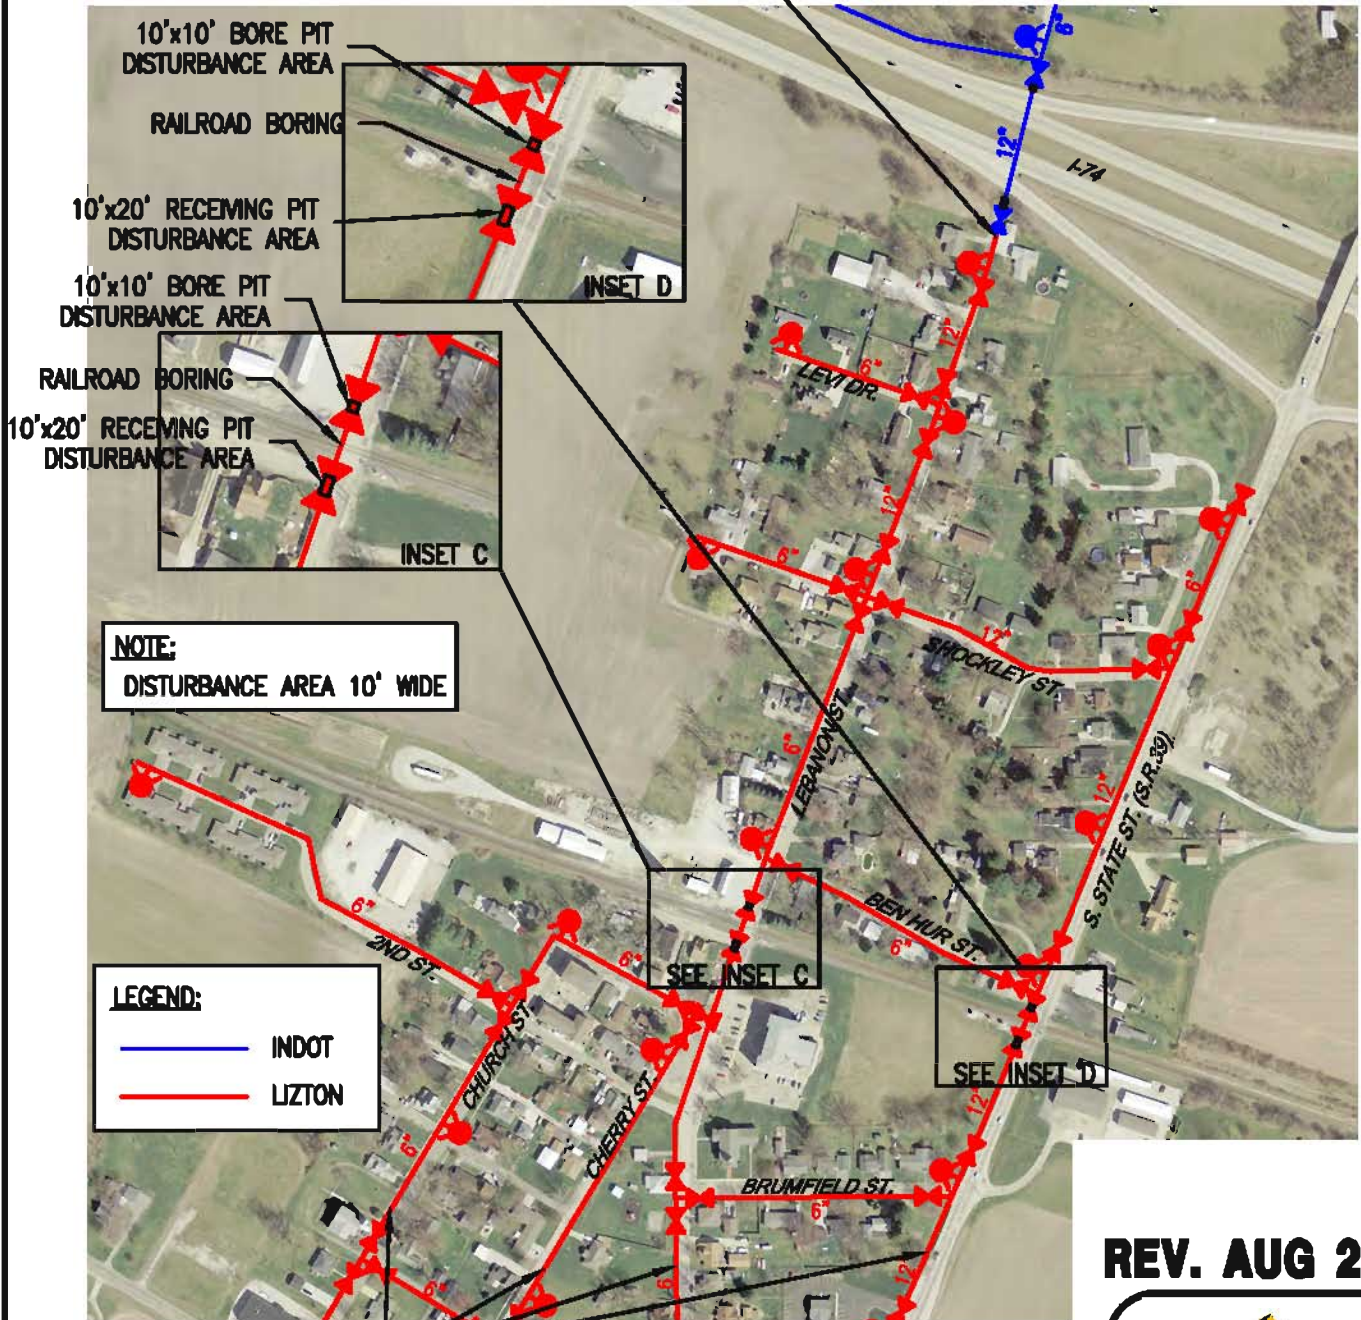 10'x10' BORE PIT
DISTURBANCE AREA
RAILROAD BORING
10'x20' RECEIVING PIT
DISTURBANCE AREA
INSET D
10'x10' BORE PIT
DISTURBANCE AREA
RAILROAD BORING
10'x20' RECEIVING PIT
DISTURBANCE AREA
INSET C
8"
12"
I-74
12"
6"
LEVI DR.
12"
6"
6"
12"
SHOCKLEY ST.
NOTE:
DISTURBANCE AREA 10' WIDE
6"
LEBANON ST.
12"
S. STATE ST. (S.R.39)
6"
2ND ST.
6"
BEN HUR ST.
6"
SEE INSET C
SEE INSET D
LEGEND:
INDOT
LIZTON
CHURCH ST.
6"
CHERRY ST.
12"
BRUMFIELD ST.
6"
6"
6
12
REV. AUG 2